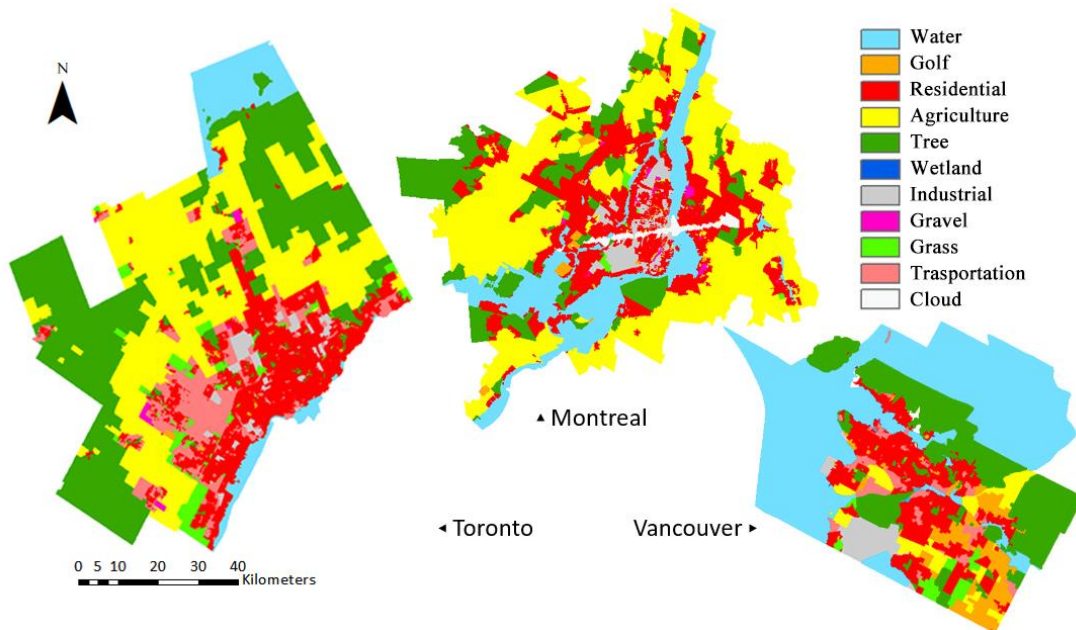 N
Water
Golf
Residential
Agriculture
Tree
Wetland
Industrial
Gravel
Grass
Trasportation
Cloud
▲ Montreal
◄ Toronto
Vancouver ►
0 5 10 20 30 40
Kilometers